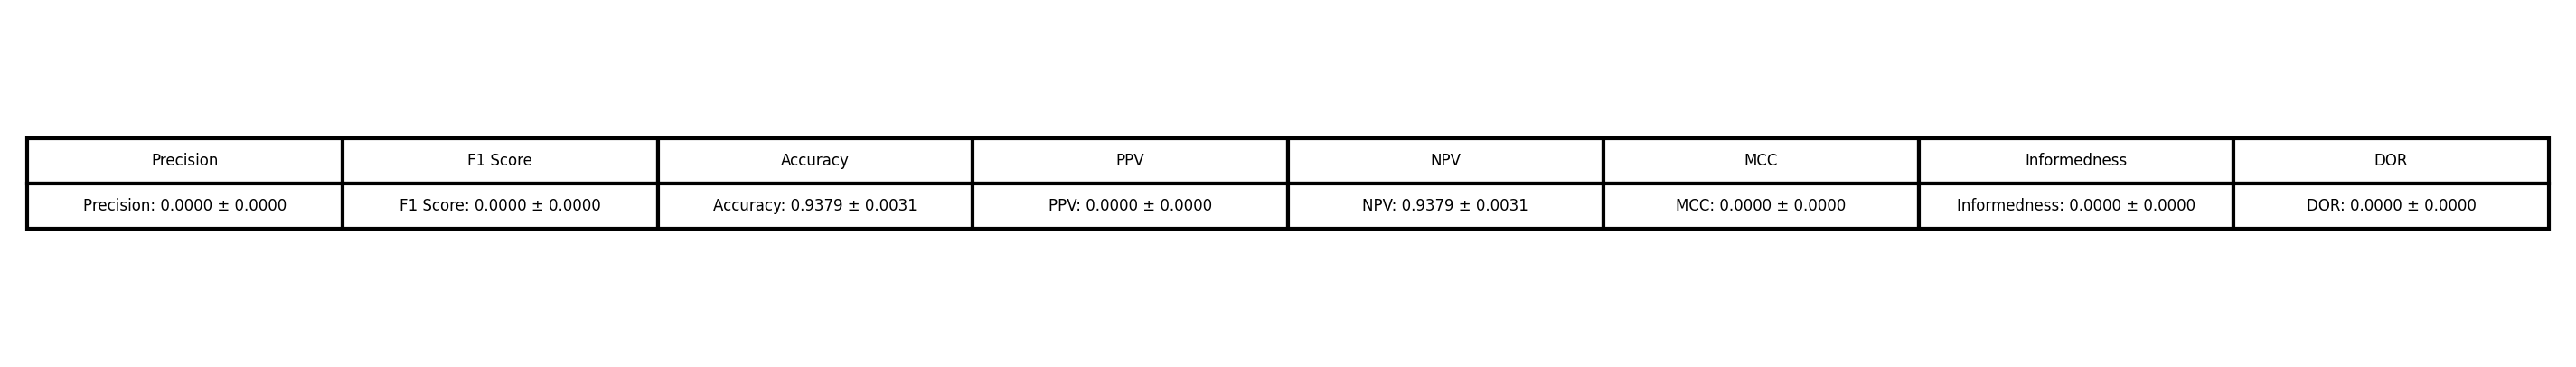 Precision F1 Score Accuracy PPV NPV MCC Informedness DOR
Precision: 0.0000 ± 0.0000 F1 Score: 0.0000 ± 0.0000 Accuracy: 0.9379 ± 0.0031 PPV: 0.0000 ± 0.0000 NPV: 0.9379 ± 0.0031 MCC: 0.0000 ± 0.0000 Informedness: 0.0000 ± 0.0000 DOR: 0.0000 ± 0.0000